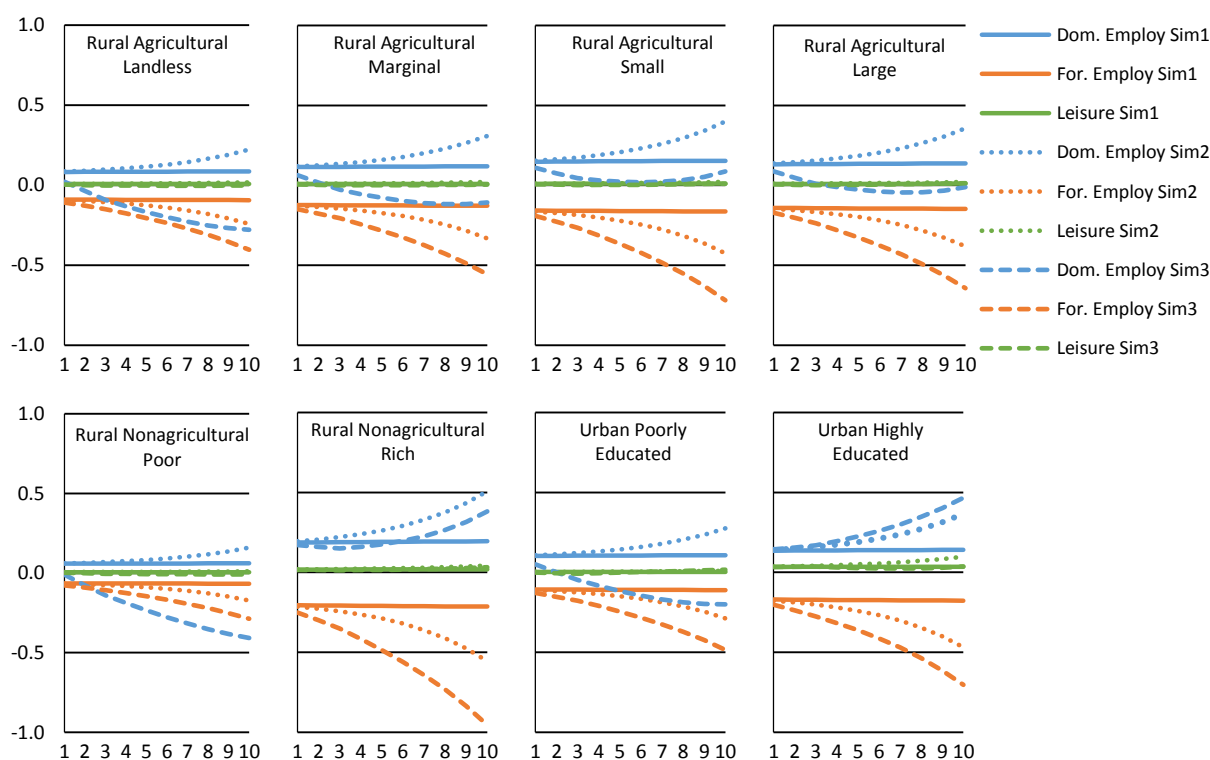 1.0
0.5
0.0
-0.5
-1.0
Rural Agricultural
Landless
Rural Agricultural
Marginal
Rural Agricultural
Small
Rural Agricultural
Large
1 2 3 4 5 6 7 8 9 10
1 2 3 4 5 6 7 8 9 10
1 2 3 4 5 6 7 8 9 10
1 2 3 4 5 6 7 8 9 10
Dom. Employ Sim1
For. Employ Sim1
Leisure Sim1
Dom. Employ Sim2
For. Employ Sim2
Leisure Sim2
Dom. Employ Sim3
For. Employ Sim3
Leisure Sim3
1.0
0.5
0.0
-0.5
-1.0
Rural Nonagricultural
Poor
Rural Nonagricultural
Rich
Urban Poorly
Educated
Urban Highly
Educated
1 2 3 4 5 6 7 8 9 10
1 2 3 4 5 6 7 8 9 10
1 2 3 4 5 6 7 8 9 10
1 2 3 4 5 6 7 8 9 10